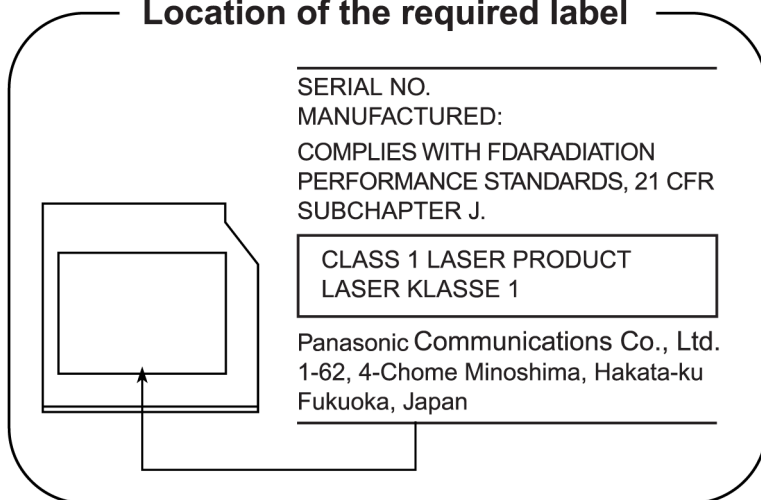 Location of the required label
SERIAL NO.
MANUFACTURED:
COMPLIES WITH FDARADIATION
PERFORMANCE STANDARDS, 21 CFR
SUBCHAPTER J.
CLASS 1 LASER PRODUCT
LASER KLASSE 1
Panasonic Communications Co., Ltd.
1-62, 4-Chome Minoshima, Hakata-ku
Fukuoka, Japan